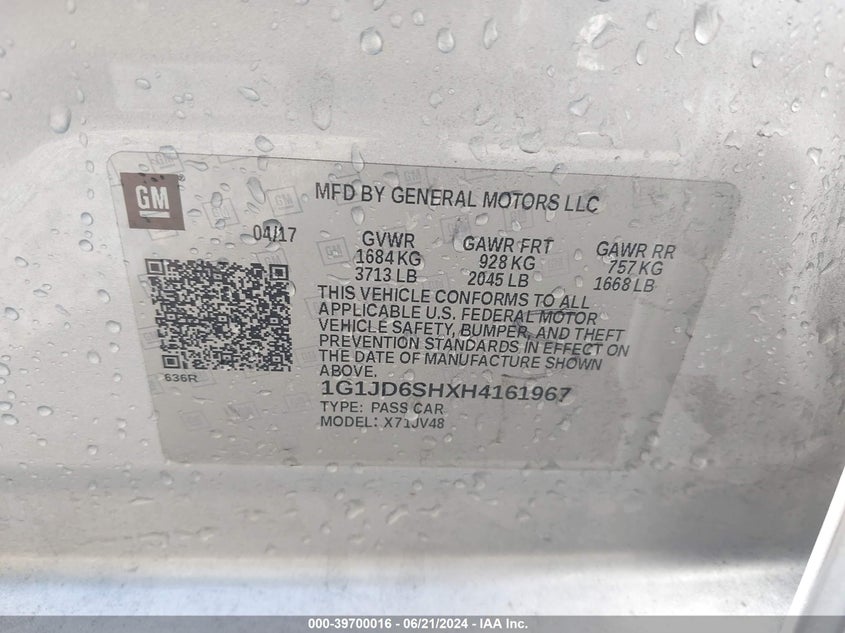 GM
MFD BY GENERAL MOTORS LLC
04/17
GVWR
1684 KG
3713 LB
GAWR FRT
928 KG
2045 LB
GAWR RR
757 KG
1668 LB
THIS VEHICLE CONFORMS TO ALL
APPLICABLE U.S. FEDERAL MOTOR
VEHICLE SAFETY, BUMPER, AND THEFT
PREVENTION STANDARDS IN EFFECT ON
THE DATE OF MANUFACTURE SHOWN
ABOVE.
636R
1G1JD6SHXH4161967
TYPE: PASS CAR
MODEL: X71JV48
000-39700016 - 06/21/2024 - IAA Inc.